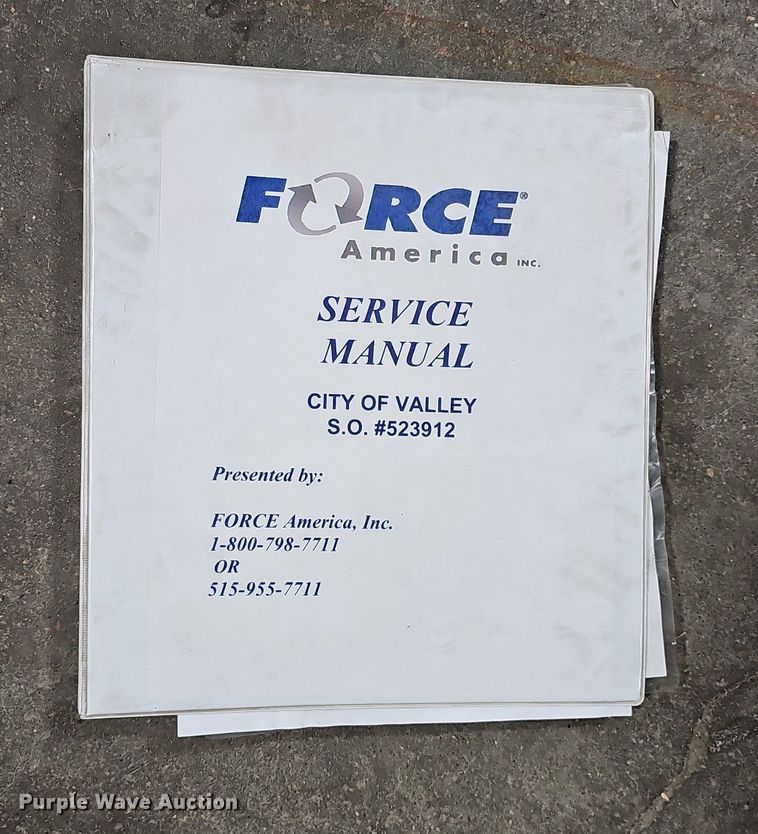 FORCE®
America INC.
SERVICE
MANUAL
CITY OF VALLEY
S.O. #523912
Presented by:
FORCE America, Inc.
1-800-798-7711
OR
515-955-7711
Purple Wave Auction